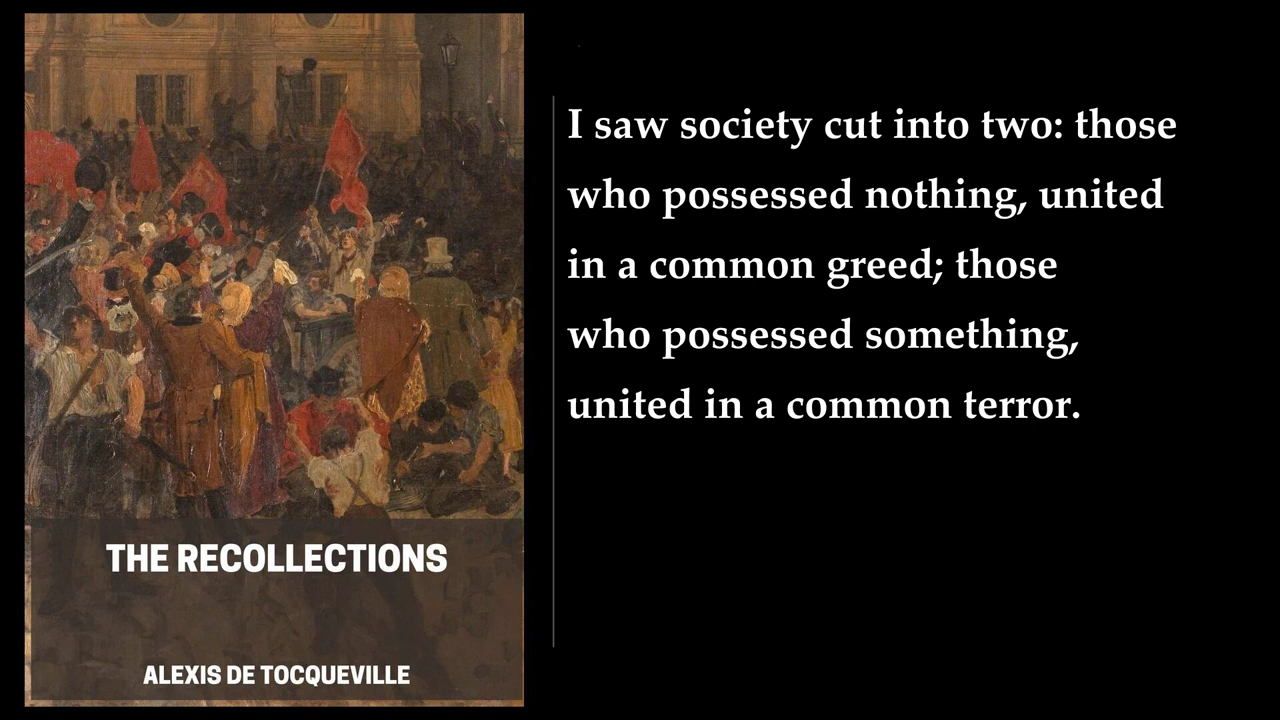 THE RECOLLECTIONS
ALEXIS DE TOCQUEVILLE
I saw society cut into two: those
who possessed nothing, united
in a common greed; those
who possessed something,
united in a common terror.